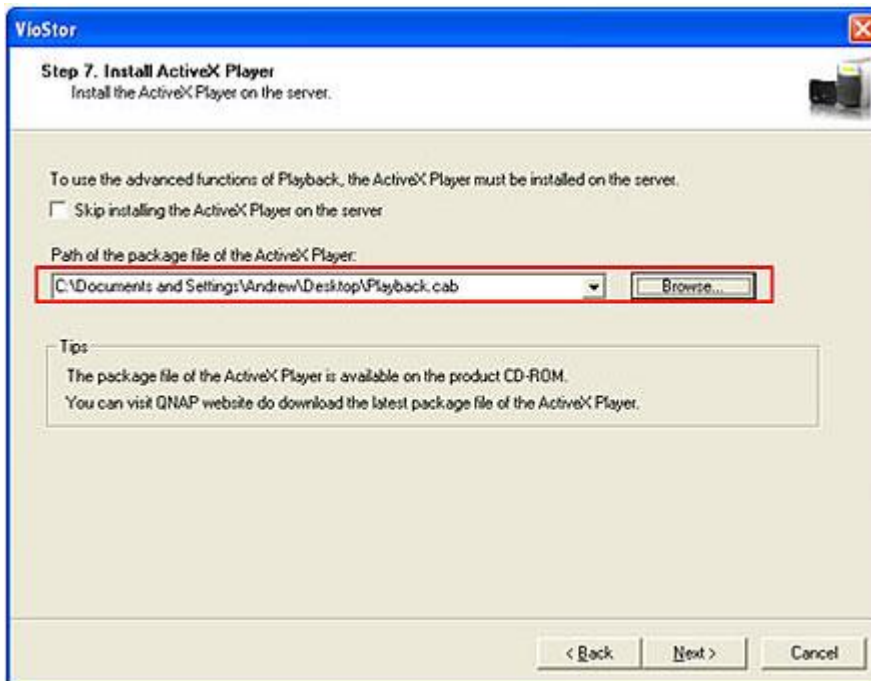 VioStor
Step 7. Install ActiveX Player
Install the ActiveX Player on the server.
To use the advanced functions of Playback, the ActiveX Player must be installed on the server.
Skip installing the ActiveX Player on the server
Path of the package file of the ActiveX Player:
C:\Documents and Settings\Andrew\Desktop\Playback.cab
Browse...
Tips
The package file of the ActiveX Player is available on the product CD-ROM.
You can visit QNAP website do download the latest package file of the ActiveX Player.
< Back Next > Cancel